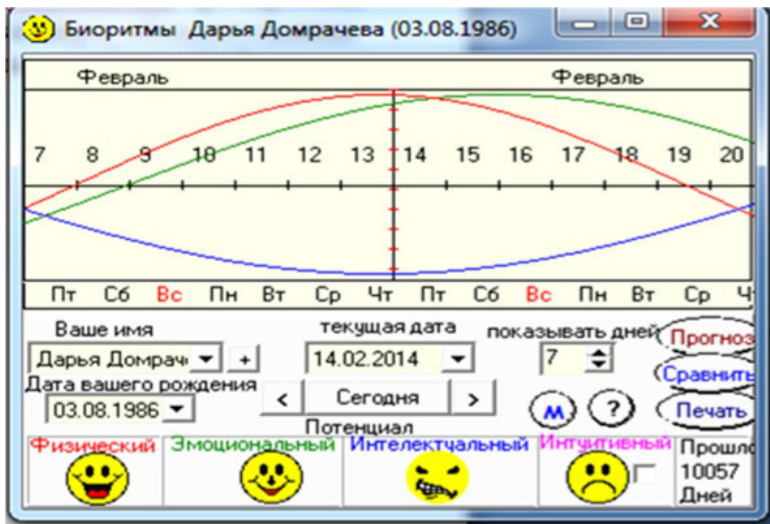 Биоритмы Дарья Домрачева (03.08.1986)
Февраль Февраль
7 8 9 10 11 12 13 14 15 16 17 18 19 20
Пт Сб Вс Пн Вт Ср Чт Пт Сб Вс Пн Вт Ср Чт
Ваше имя текущая дата показывать дней Прогноз
Дарья Домрач + 14.02.2014 7 Сравнить
Дата вашего рождения
03.08.1986 < Сегодня > м ? Печать
Потенциал
Физический Эмоциональный Интелектуальный Интуитивный Прошло
10057
Дней